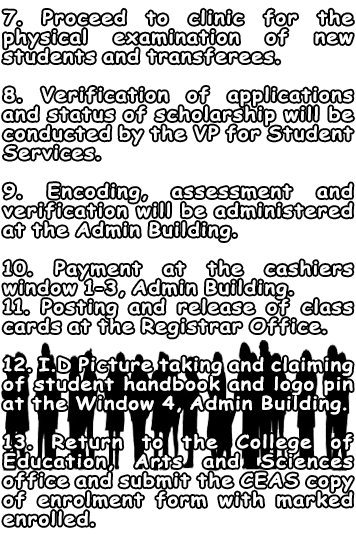 7. Proceed to clinic for the
physical examination of new
students and transferees.
8. Verification of applications
and status of scholarship will be
conducted by the VP for Student
Services.
9. Encoding, assessment and
verification will be administered
at the Admin Building.
10. Payment at the cashiers
window 1-3, Admin Building.
11. Posting and release of class
cards at the Registrar Office.
12. I.D Picture taking and claiming
of student handbook and logo pin
at the Window 4, Admin Building.
13. Return to the College of
Education, Arts and Sciences
office and submit the CEAS copy
of enrolment form with marked
enrolled.